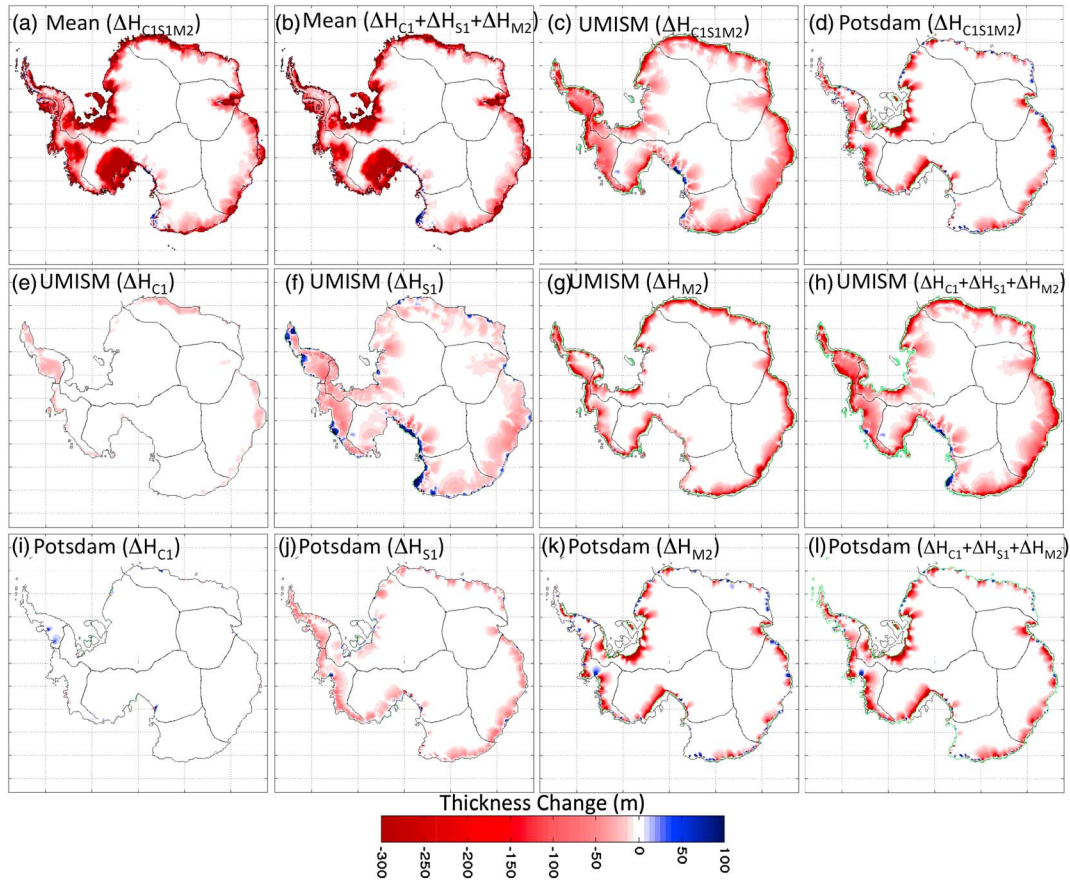 (a) Mean (ΔH_C1S1M2)
(b) Mean (ΔH_C1+ΔH_S1+ΔH_M2)
(c) UMISM (ΔH_C1S1M2)
(d) Potsdam (ΔH_C1S1M2)
(e) UMISM (ΔH_C1)
(f) UMISM (ΔH_S1)
(g) UMISM (ΔH_M2)
(h) UMISM (ΔH_C1+ΔH_S1+ΔH_M2)
(i) Potsdam (ΔH_C1)
(j) Potsdam (ΔH_S1)
(k) Potsdam (ΔH_M2)
(l) Potsdam (ΔH_C1+ΔH_S1+ΔH_M2)
Thickness Change (m)
-300 -250 -200 -150 -100 -50 0 50 100